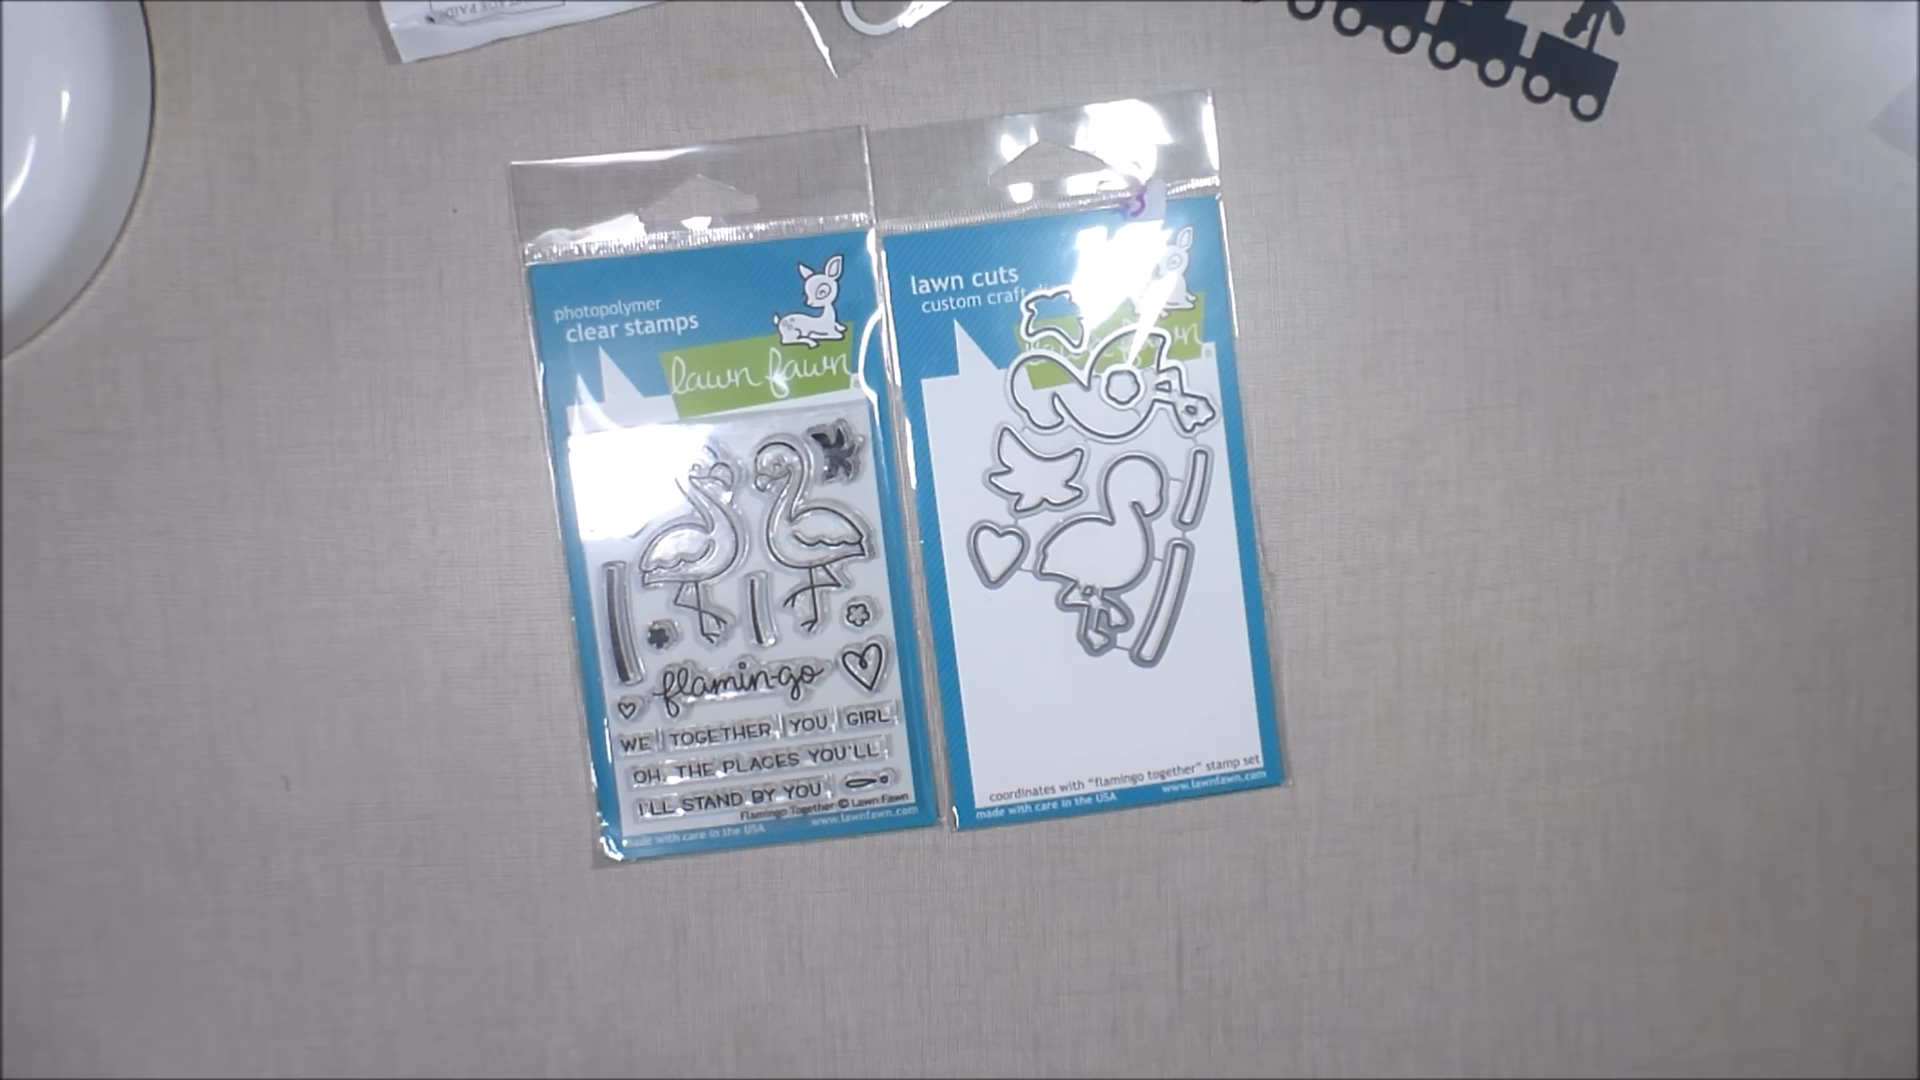 photopolymer
clear stamps
lawn fawn
flamin-go
WE TOGETHER YOU GIRL
OH, THE PLACES YOU'LL
I'LL STAND BY YOU
Flamingo Together © Lawn Fawn
made with care in the USA
www.lawnfawn.com
lawn cuts
custom craft
coordinates with "flamingo together" stamp set
made with care in the USA
www.lawnfawn.com